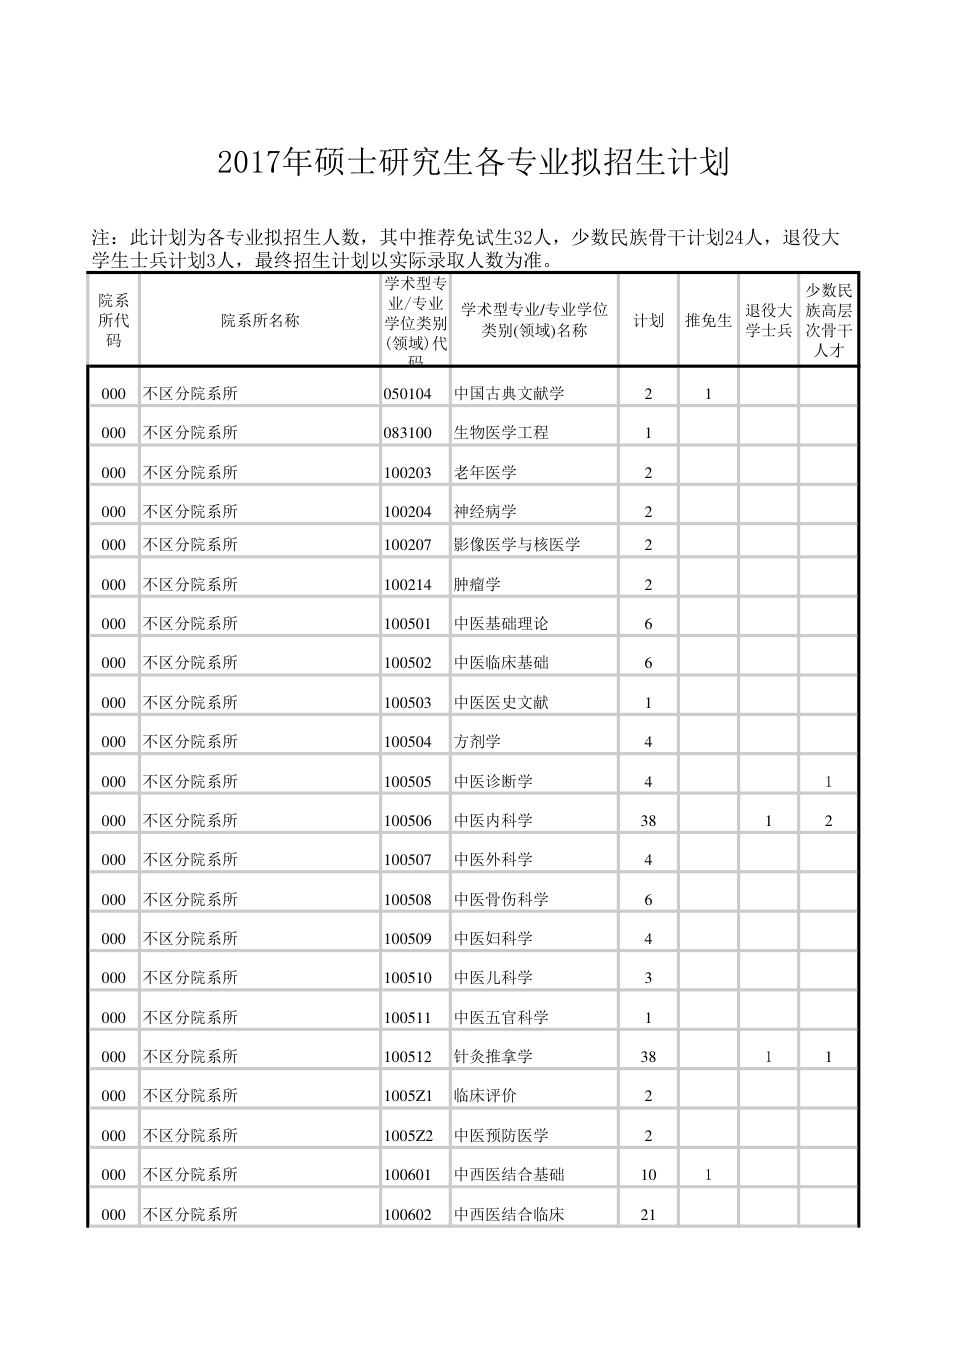 2017年硕士研究生各专业拟招生计划
注：此计划为各专业拟招生人数，其中推荐免试生32人，少数民族骨干计划24人，退役大
学生士兵计划3人，最终招生计划以实际录取人数为准。
院系所代码 院系所名称 学术型专业/专业学位类别(领域)代码 学术型专业/专业学位类别(领域)名称 计划 推免生 退役大学士兵 少数民族高层次骨干人才
000 不区分院系所 050104 中国古典文献学 2 1
000 不区分院系所 083100 生物医学工程 1
000 不区分院系所 100203 老年医学 2
000 不区分院系所 100204 神经病学 2
000 不区分院系所 100207 影像医学与核医学 2
000 不区分院系所 100214 肿瘤学 2
000 不区分院系所 100501 中医基础理论 6
000 不区分院系所 100502 中医临床基础 6
000 不区分院系所 100503 中医医史文献 1
000 不区分院系所 100504 方剂学 4
000 不区分院系所 100505 中医诊断学 4 1
000 不区分院系所 100506 中医内科学 38 1 2
000 不区分院系所 100507 中医外科学 4
000 不区分院系所 100508 中医骨伤科学 6
000 不区分院系所 100509 中医妇科学 4
000 不区分院系所 100510 中医儿科学 3
000 不区分院系所 100511 中医五官科学 1
000 不区分院系所 100512 针灸推拿学 38 1 1
000 不区分院系所 1005Z1 临床评价 2
000 不区分院系所 1005Z2 中医预防医学 2
000 不区分院系所 100601 中西医结合基础 10 1
000 不区分院系所 100602 中西医结合临床 21